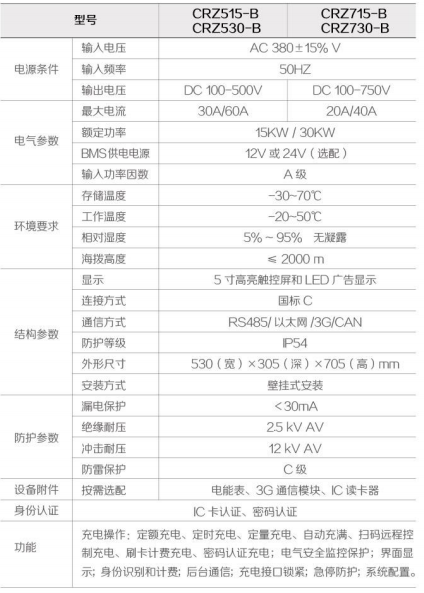 型号 CRZ515-B CRZ715-B
CRZ530-B CRZ730-B
电源条件 输入电压 AC 380±15% V
输入频率 50HZ
输出电压 DC 100-500V DC 100-750V
电气参数 最大电流 30A/60A 20A/40A
额定功率 15KW / 30KW
BMS供电电源 12V 或 24V（选配）
输入功率因数 A 级
环境要求 存储温度 -30~70℃
工作温度 -20~50℃
相对湿度 5% ~ 95% 无凝露
海拨高度 ≤ 2000 m
结构参数 显示 5 寸高亮触控屏和 LED 广告显示
连接方式 国标 C
通信方式 RS485/ 以太网 /3G/CAN
防护等级 IP54
外形尺寸 530（宽）×305（深）×705（高）mm
安装方式 壁挂式安装
防护参数 漏电保护 <30mA
绝缘耐压 2.5 kV AV
冲击耐压 12 kV AV
防雷保护 C 级
设备附件 按需选配 电能表、3G 通信模块、IC 读卡器
身份认证 IC 卡认证、密码认证
功能 充电操作：定额充电、定时充电、定量充电、自动充满、扫码远程控
制充电、刷卡计费充电、密码认证充电；电气安全监控保护；界面显
示；身份识别和计费；后台通信；充电接口锁紧；急停防护；系统配置。